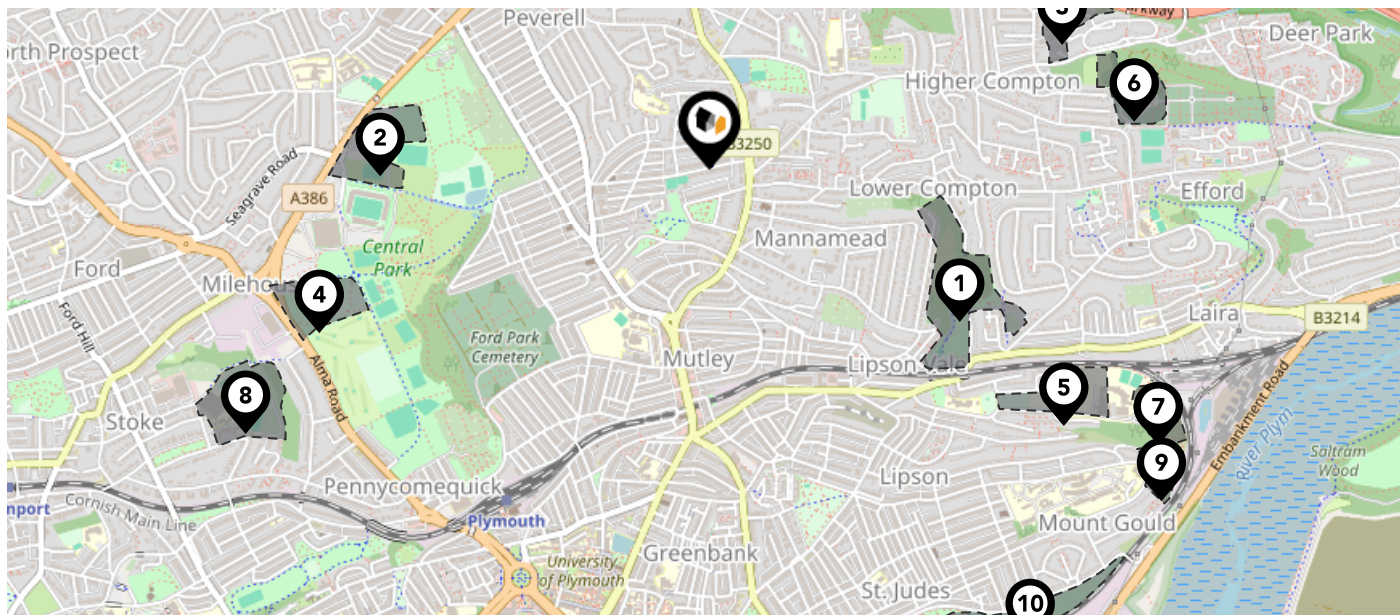 Peverell
Parkway
3
orth Prospect
Deer Park
Higher Compton
6
2
B3250
Seagrave Road
A386
Lower Compton
Efford
Central
Park
Mannamead
Ford
Milehouse
4
1
Laira
B3214
Ford Hill
Ford Park
Cemetery
Mutley
Lipson Vale
Alma Road
8
5
7
Stoke
Embankment Road
River Plym
Saltram
Wood
9
Lipson
Pennycomequick
Cornish Main Line
nport
Plymouth
Mount Gould
Greenbank
University
of Plymouth
St. Judes
10